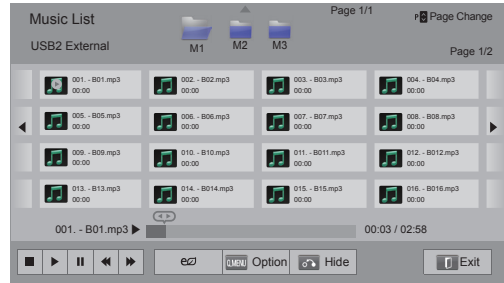 Music List
Page 1/1
P Page Change
USB2 External
M1
M2
M3
Page 1/2
001. - B01.mp3
00:00
002. - B02.mp3
00:00
003. - B03.mp3
00:00
004. - B04.mp3
00:00
005. - B05.mp3
00:00
006. - B06.mp3
00:00
007. - B07.mp3
00:00
008. - B08.mp3
00:00
009. - B09.mp3
00:00
010. - B10.mp3
00:00
011. - B011.mp3
00:00
012. - B012.mp3
00:00
013. - B13.mp3
00:00
014. - B014.mp3
00:00
015. - B15.mp3
00:00
016. - B016.mp3
00:00
001. - B01.mp3
00:03 / 02:58
Q.MENU Option
Hide
Exit